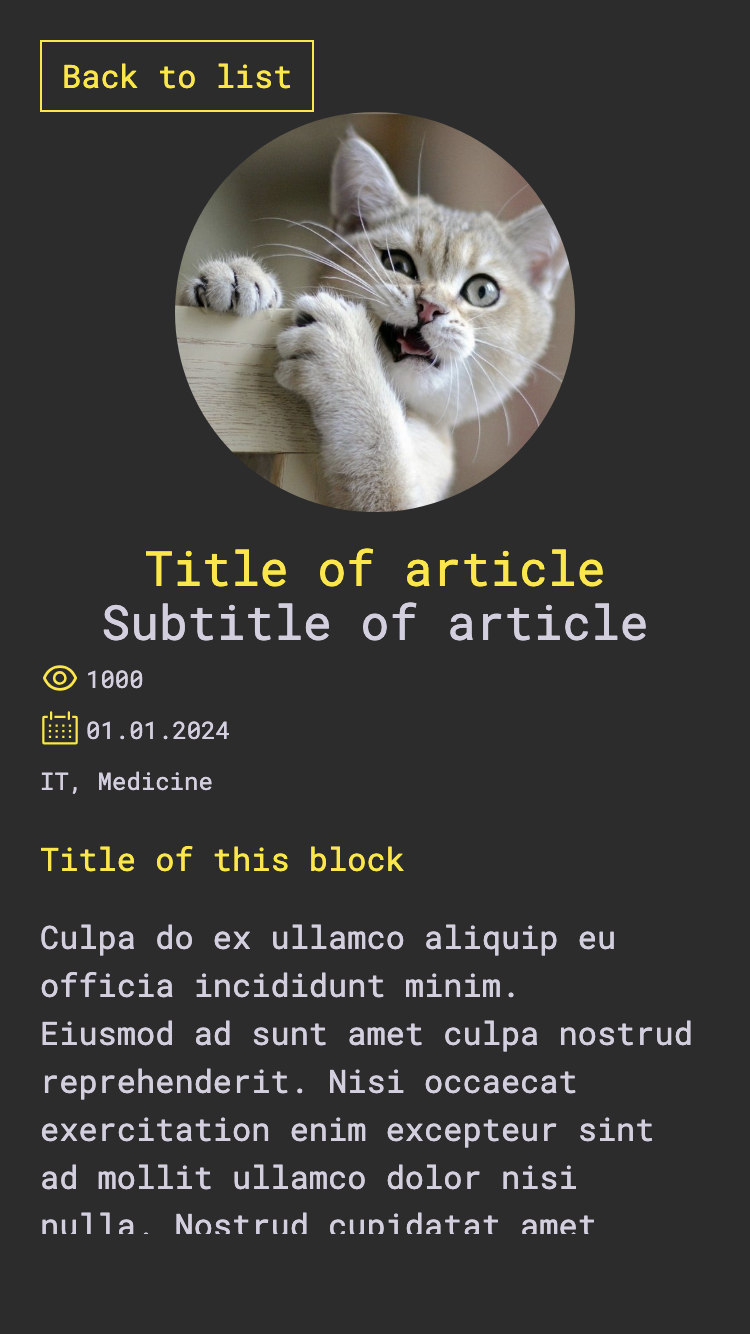 Back to list
Title of article
Subtitle of article
1000
01.01.2024
IT, Medicine
Title of this block
Culpa do ex ullamco aliquip eu
officia incididunt minim.
Eiusmod ad sunt amet culpa nostrud
reprehenderit. Nisi occaecat
exercitation enim excepteur sint
ad mollit ullamco dolor nisi
nulla. Nostrud cupidatat amet